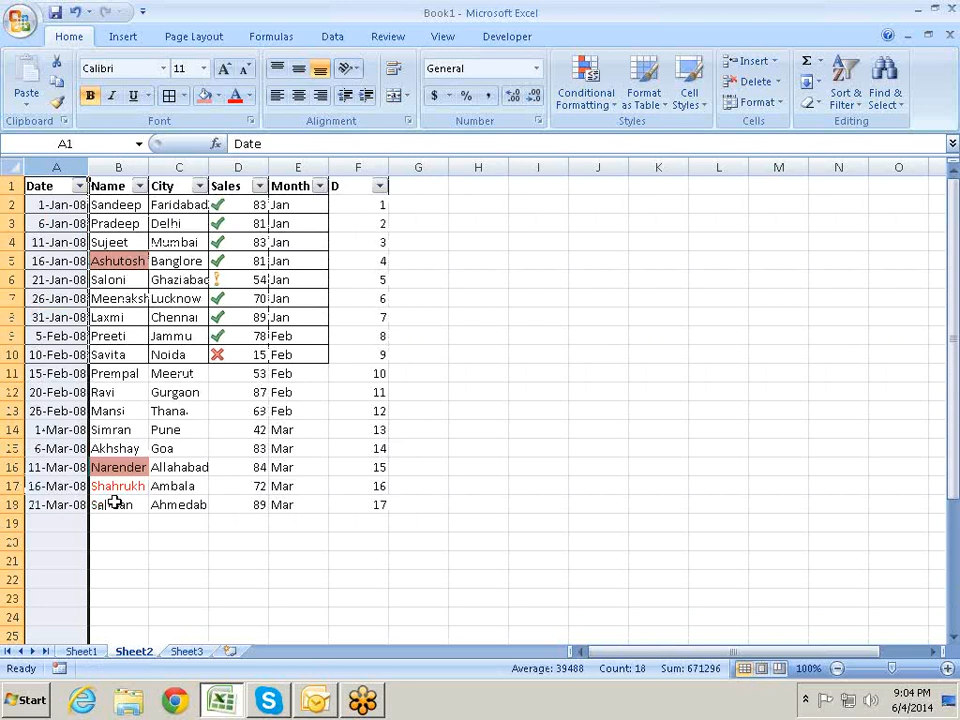 Book1 - Microsoft Excel
Home Insert Page Layout Formulas Data Review View Developer
Paste Calibri 11 General Conditional Formatting Format as Table Cell Styles Insert Delete Format Sort & Filter Find & Select
B I U $ % ,
Clipboard Font Alignment Number Styles Cells Editing
A1 fx Date
A B C D E F G H I J K L M N O
1 Date Name City Sales Month D
2 1-Jan-08 Sandeep Faridabad 83 Jan 1
3 6-Jan-08 Pradeep Delhi 81 Jan 2
4 11-Jan-08 Sujeet Mumbai 83 Jan 3
5 16-Jan-08 Ashutosh Banglore 81 Jan 4
6 21-Jan-08 Saloni Ghaziabad 54 Jan 5
7 26-Jan-08 Meenaksh Lucknow 70 Jan 6
8 31-Jan-08 Laxmi Chennai 89 Jan 7
9 5-Feb-08 Preeti Jammu 78 Feb 8
10 10-Feb-08 Savita Noida 15 Feb 9
11 15-Feb-08 Prempal Meerut 53 Feb 10
12 20-Feb-08 Ravi Gurgaon 87 Feb 11
13 25-Feb-08 Mansi Thana 63 Feb 12
14 1-Mar-08 Simran Pune 42 Mar 13
15 6-Mar-08 Akhshay Goa 83 Mar 14
16 11-Mar-08 Narender Allahabad 84 Mar 15
17 16-Mar-08 Shahrukh Ambala 72 Mar 16
18 21-Mar-08 Salman Ahmedab 89 Mar 17
19
20
21
22
23
24
25
Sheet1 Sheet2 Sheet3
Ready Average: 39488 Count: 18 Sum: 671296 100%
Start 9:04 PM
6/4/2014